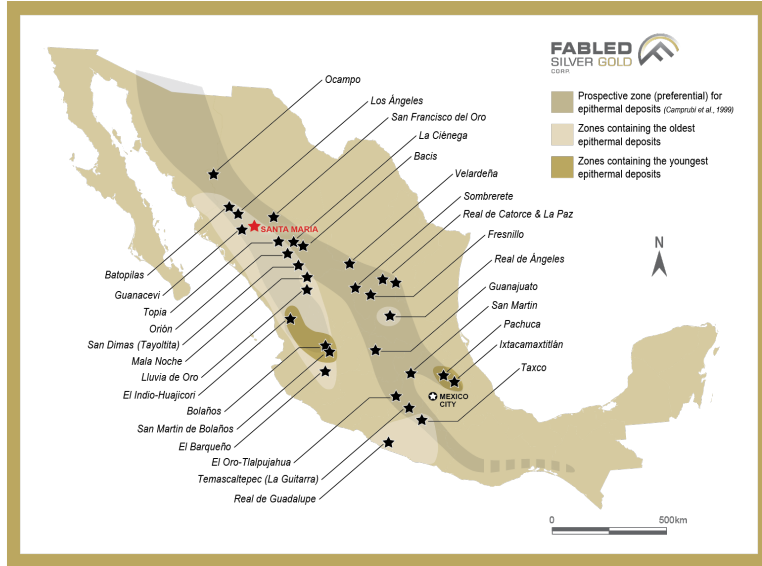 FABLED
SILVER GOLD
CORP.
Prospective zone (preferential) for
epithermal deposits (Camprubi et al., 1999)
Zones containing the oldest
epithermal deposits
Zones containing the youngest
epithermal deposits
Ocampo
Los Ángeles
San Francisco del Oro
La Ciénega
Bacis
Velardeña
Sombrerete
Real de Catorce & La Paz
Fresnillo
Real de Ángeles
Guanajuato
San Martin
Pachuca
Ixtacamaxtitlán
Taxco
SANTA MARIA
N
Batopilas
Guanacevi
Topia
Orión
San Dimas (Tayoltita)
Mala Noche
Lluvia de Oro
El Indio-Huajicori
Bolaños
San Martin de Bolaños
El Barqueño
El Oro-Tlalpujahua
Temascaltepec (La Guitarra)
Real de Guadalupe
MEXICO
CITY
0 500km